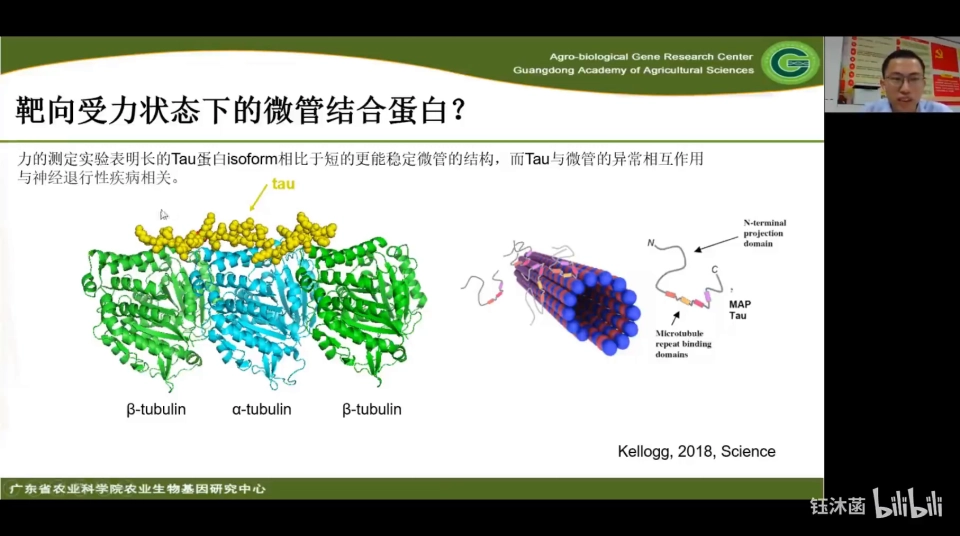 Agro-biological Gene Research Center
Guangdong Academy of Agricultural Sciences
靶向受力状态下的微管结合蛋白？
力的测定实验表明长的Tau蛋白isoform相比于短的更能稳定微管的结构，而Tau与微管的异常相互作用
与神经退行性疾病相关。
tau
N-terminal
projection
domain
N
C
MAP
Tau
Microtubule
repeat binding
domains
β-tubulin
α-tubulin
β-tubulin
Kellogg, 2018, Science
广东省农业科学院农业生物基因研究中心
钰沐菡 bilibili